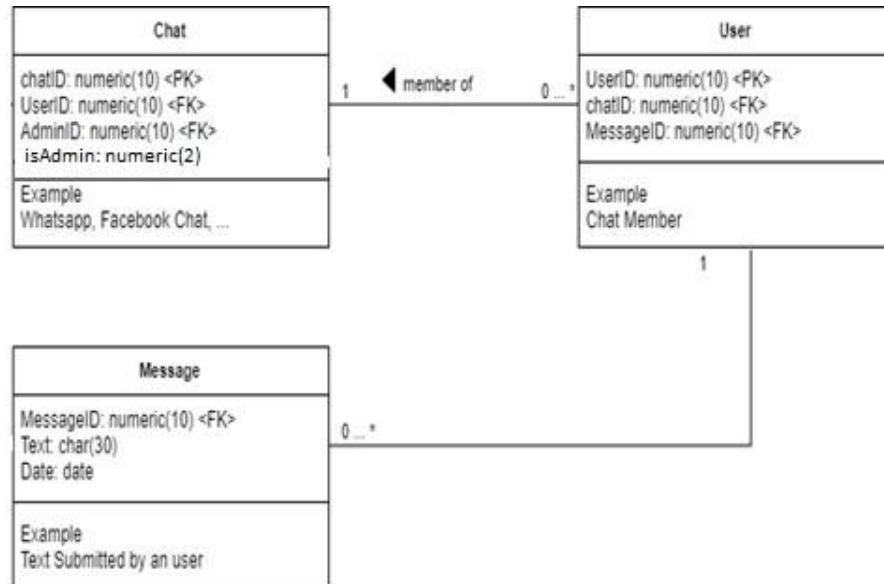 Chat
chatID: numeric(10) <PK>
UserID: numeric(10) <FK>
AdminID: numeric(10) <FK>
isAdmin: numeric(2)
Example
Whatsapp, Facebook Chat, ...
1
◀ member of
0 ... *
User
UserID: numeric(10) <PK>
chatID: numeric(10) <FK>
MessageID: numeric(10) <FK>
Example
Chat Member
1
Message
MessageID: numeric(10) <FK>
Text: char(30)
Date: date
Example
Text Submitted by an user
0 ... *